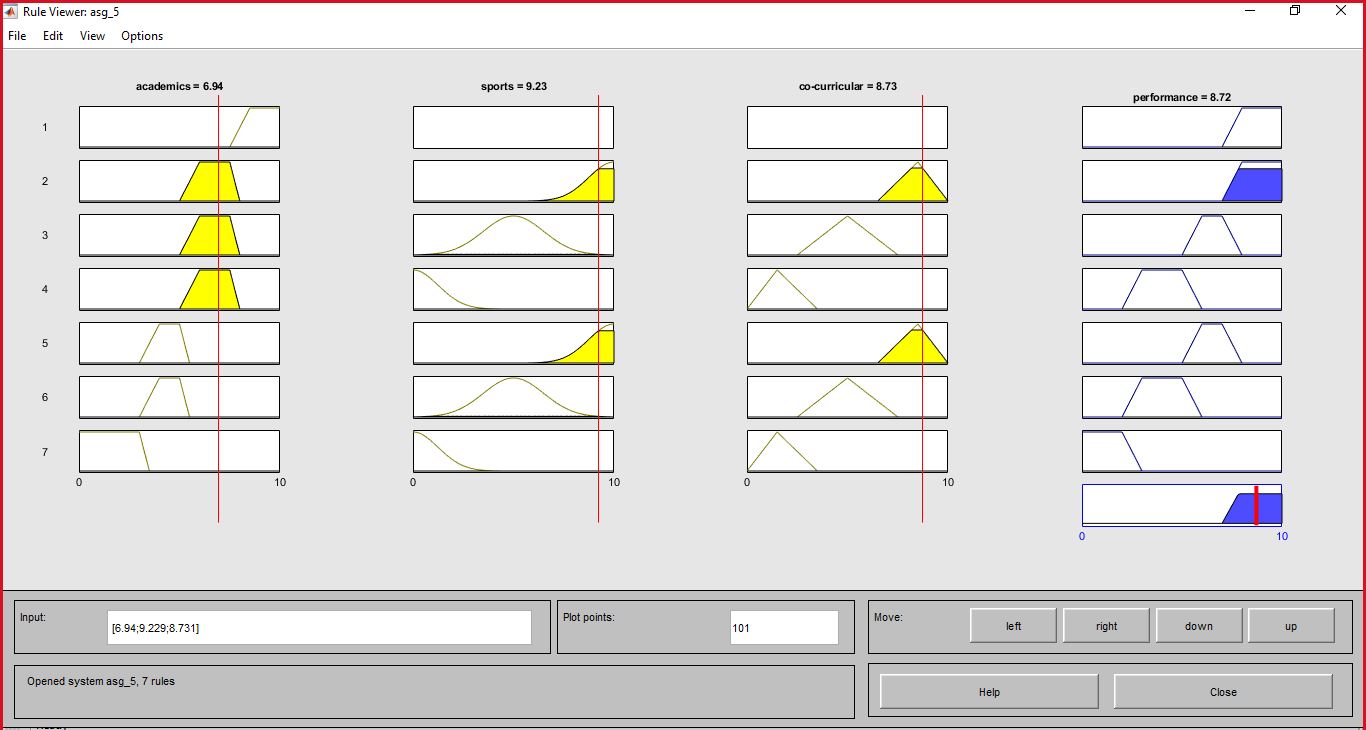 Rule Viewer: asg_5
File Edit View Options
academics = 6.94 sports = 9.23 co-curricular = 8.73 performance = 8.72
1
2
3
4
5
6
7
0 10 0 10 0 10
0 10
Input: [6.94;9.229;8.731] Plot points: 101 Move: left right down up
Opened system asg_5, 7 rules Help Close